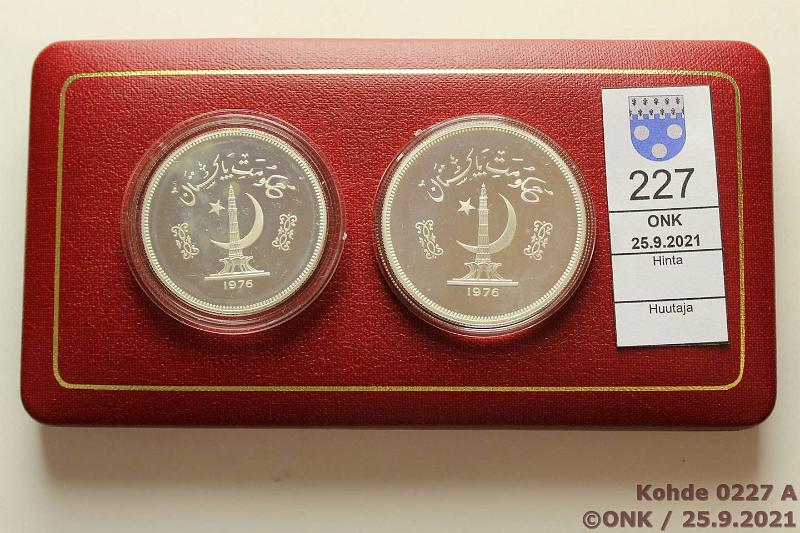 حکومت پاکستان
1976
حکومت پاکستان
1976
227
ONK
25.9.2021
Hinta
Huutaja
Kohde 0227 A
©ONK / 25.9.2021